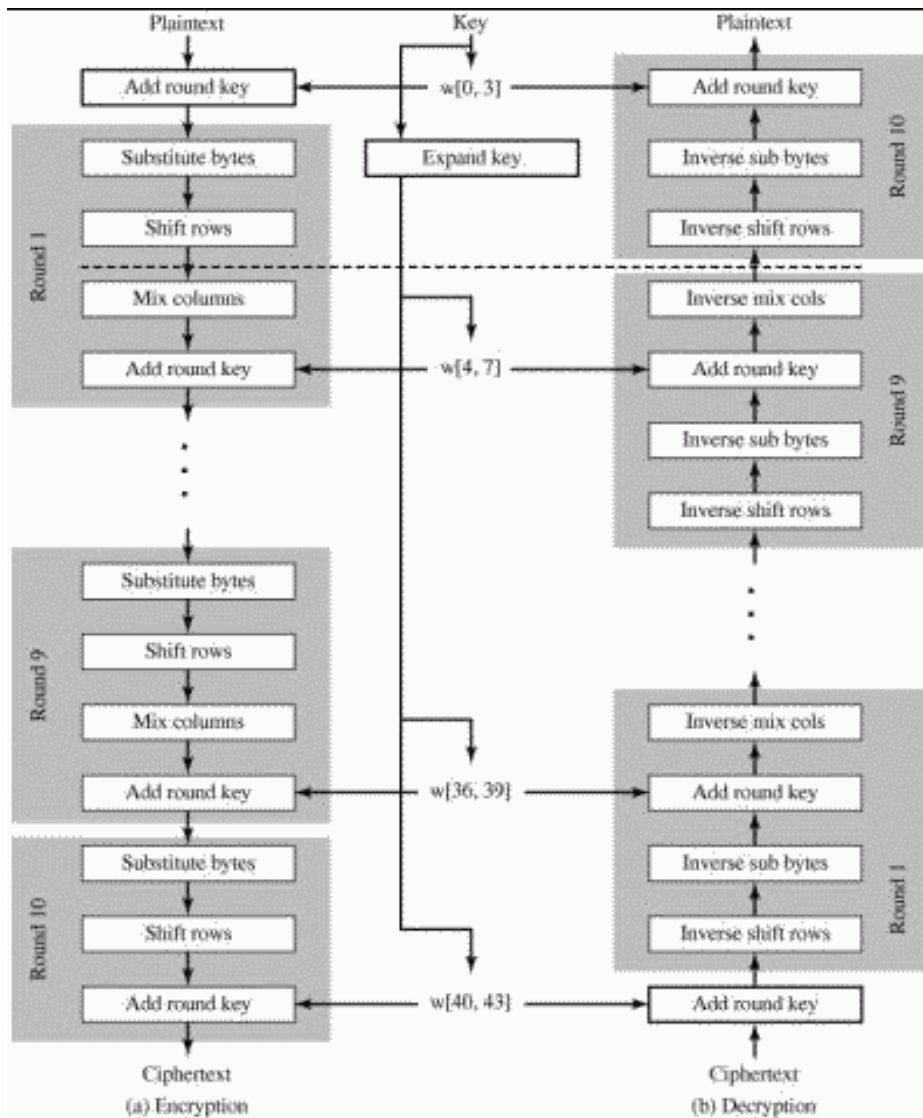 Plaintext
Key
Plaintext
Add round key
w[0, 3]
Add round key
Substitute bytes
Expand key
Inverse sub bytes
Shift rows
Inverse shift rows
Round 1
Round 10
Mix columns
Inverse mix cols
Add round key
w[4, 7]
Add round key
Inverse sub bytes
Inverse shift rows
Round 9
Substitute bytes
Shift rows
Mix columns
Inverse mix cols
Round 9
Add round key
w[36, 39]
Add round key
Substitute bytes
Inverse sub bytes
Shift rows
Inverse shift rows
Round 10
Round 1
Add round key
w[40, 43]
Add round key
Ciphertext
Ciphertext
(a) Encryption
(b) Decryption